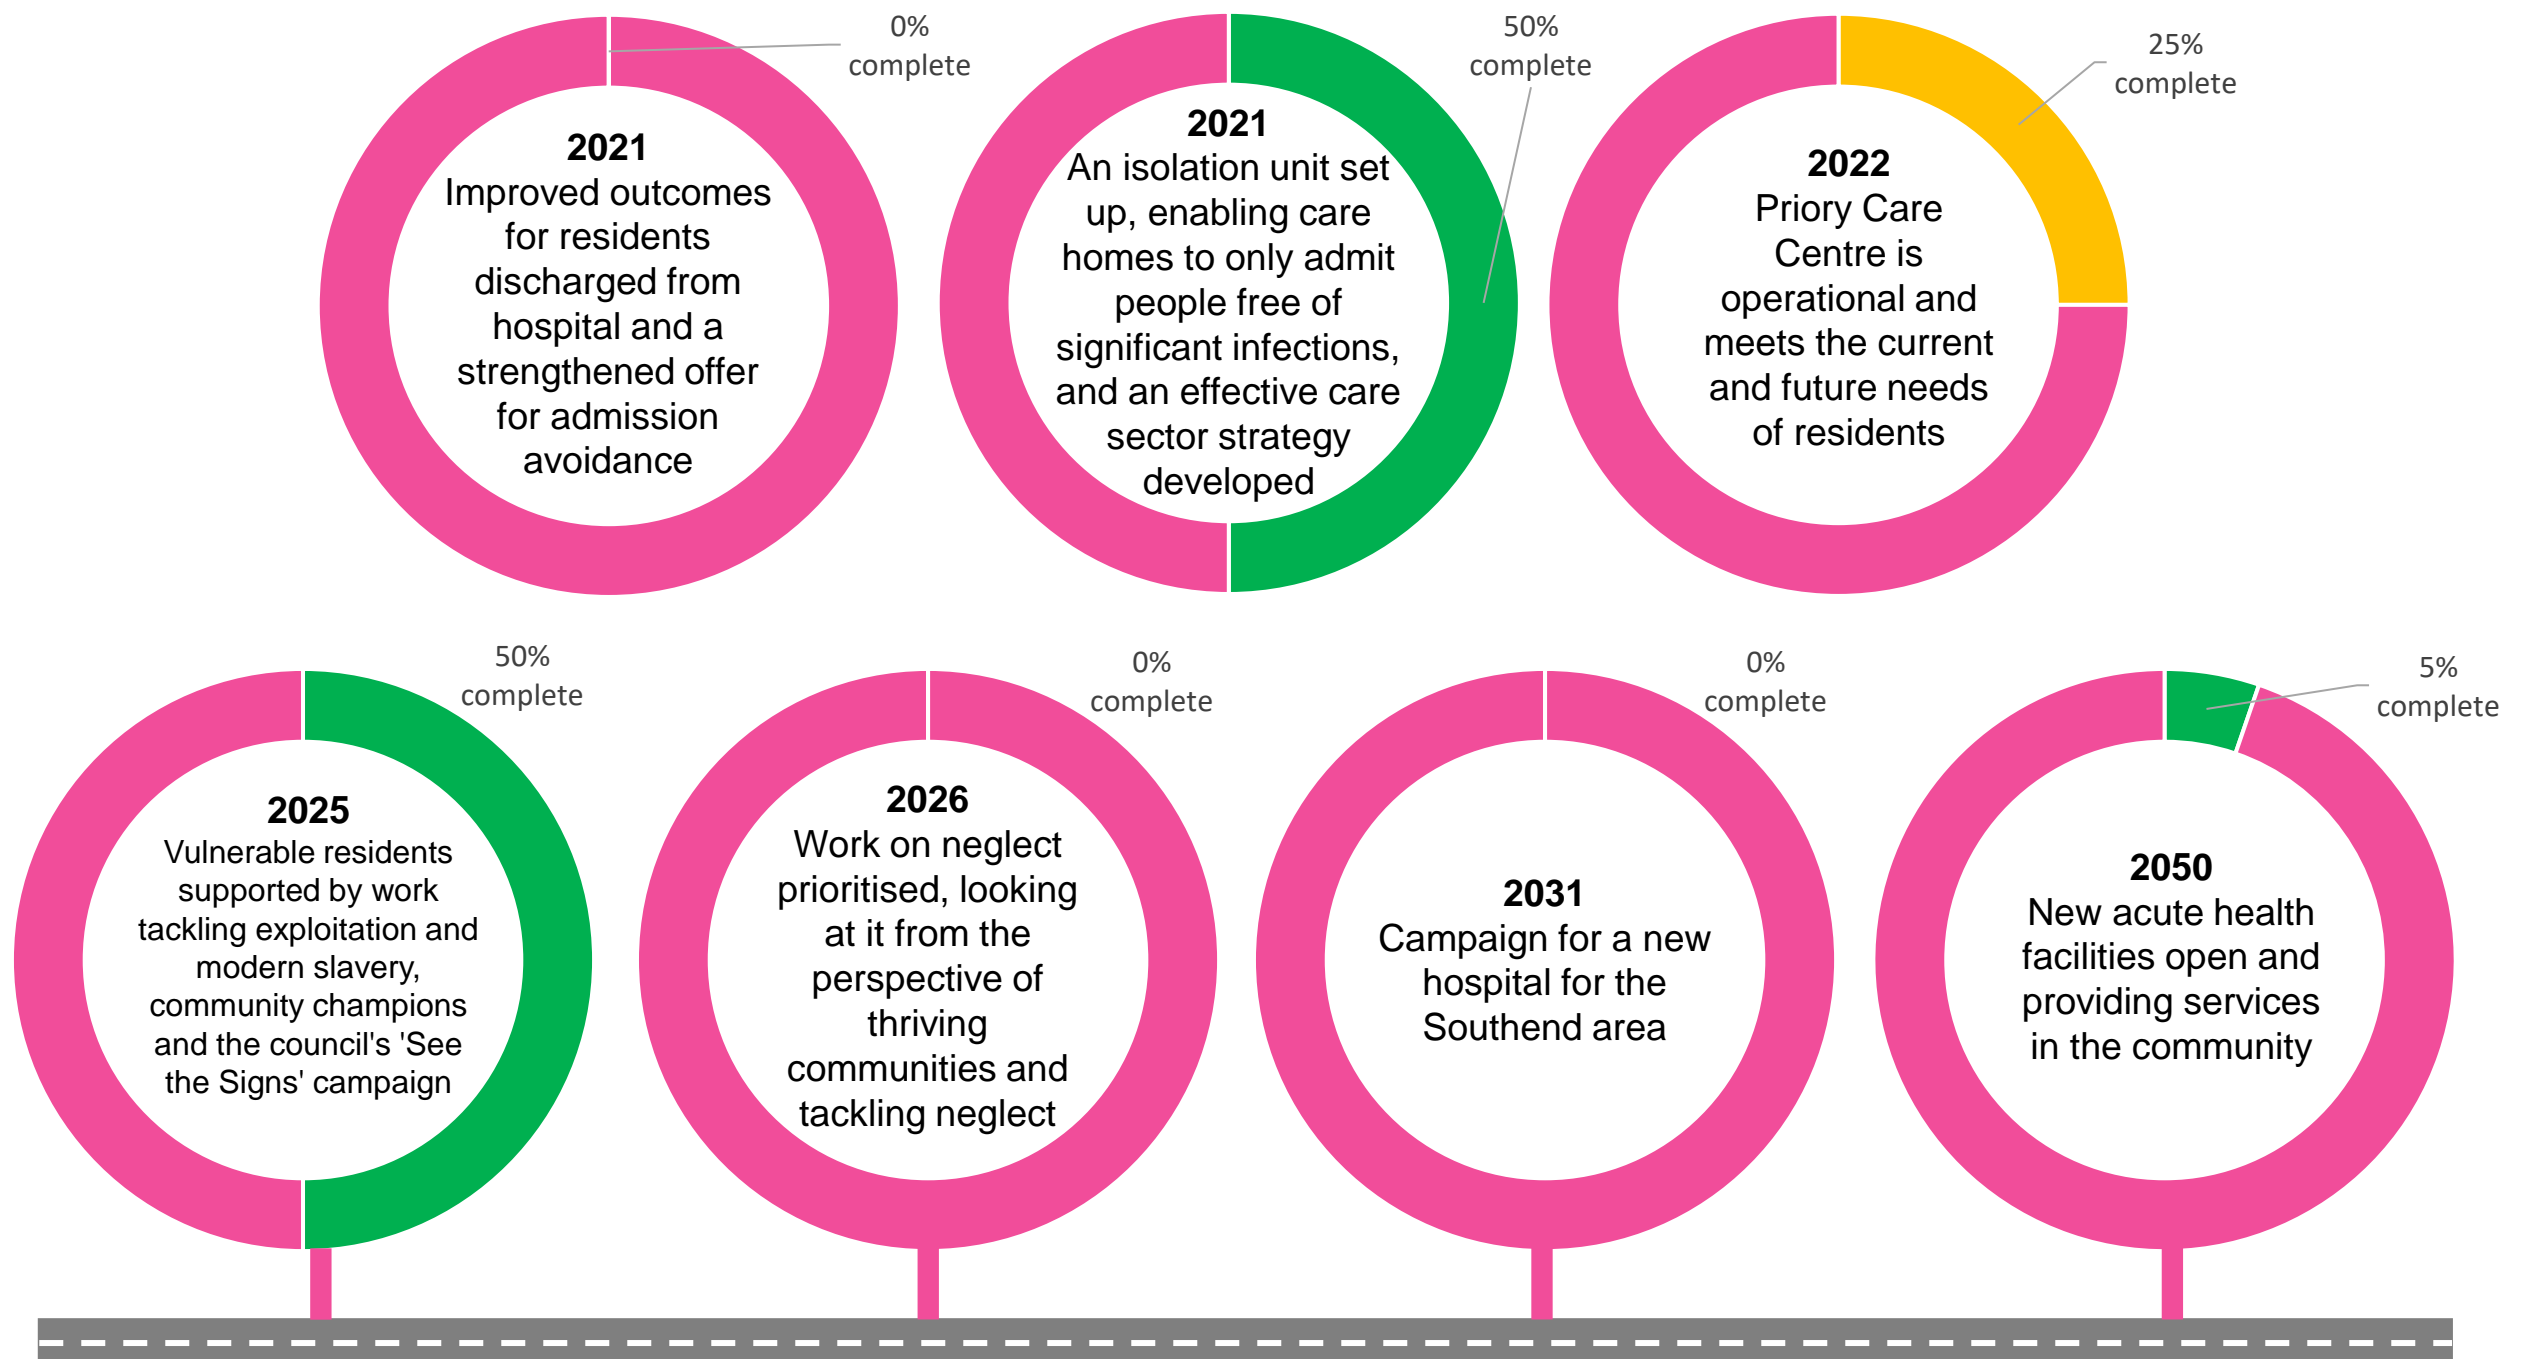 0%
complete
2021
Improved outcomes
for residents
discharged from
hospital and a
strengthened offer
for admission
avoidance
50%
complete
2021
An isolation unit set
up, enabling care
homes to only admit
people free of
significant infections,
and an effective care
sector strategy
developed
25%
complete
2022
Priory Care
Centre is
operational and
meets the current
and future needs
of residents
50%
complete
2025
Vulnerable residents
supported by work
tackling exploitation and
modern slavery,
community champions
and the council's 'See
the Signs' campaign
0%
complete
2026
Work on neglect
prioritised, looking
at it from the
perspective of
thriving
communities and
tackling neglect
0%
complete
2031
Campaign for a new
hospital for the
Southend area
5%
complete
2050
New acute health
facilities open and
providing services
in the community